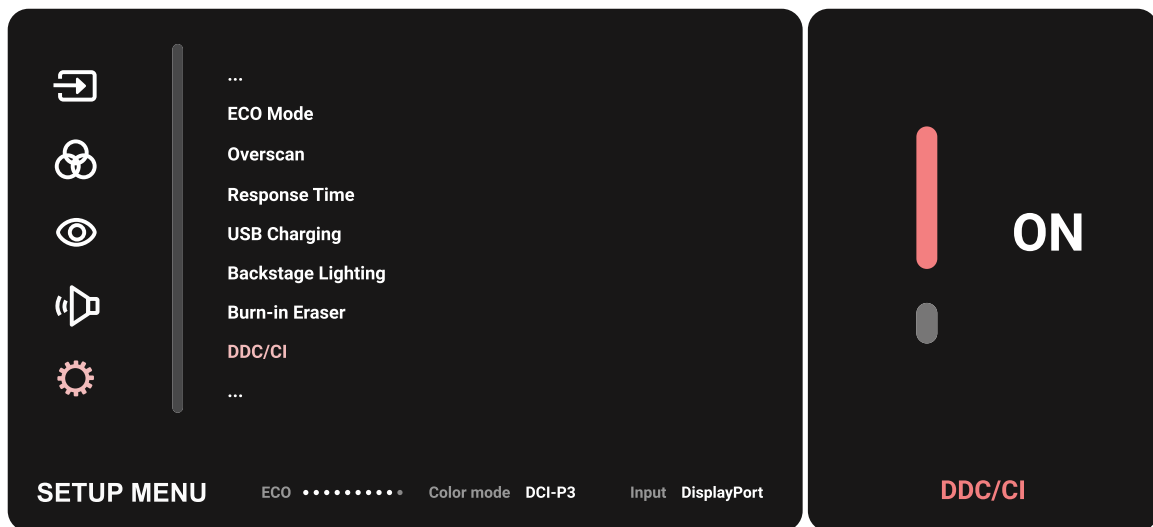 ...
ECO Mode
Overscan
Response Time
USB Charging
Backstage Lighting
Burn-in Eraser
DDC/CI
...
SETUP MENU ECO Color mode DCI-P3 Input DisplayPort
ON
DDC/CI